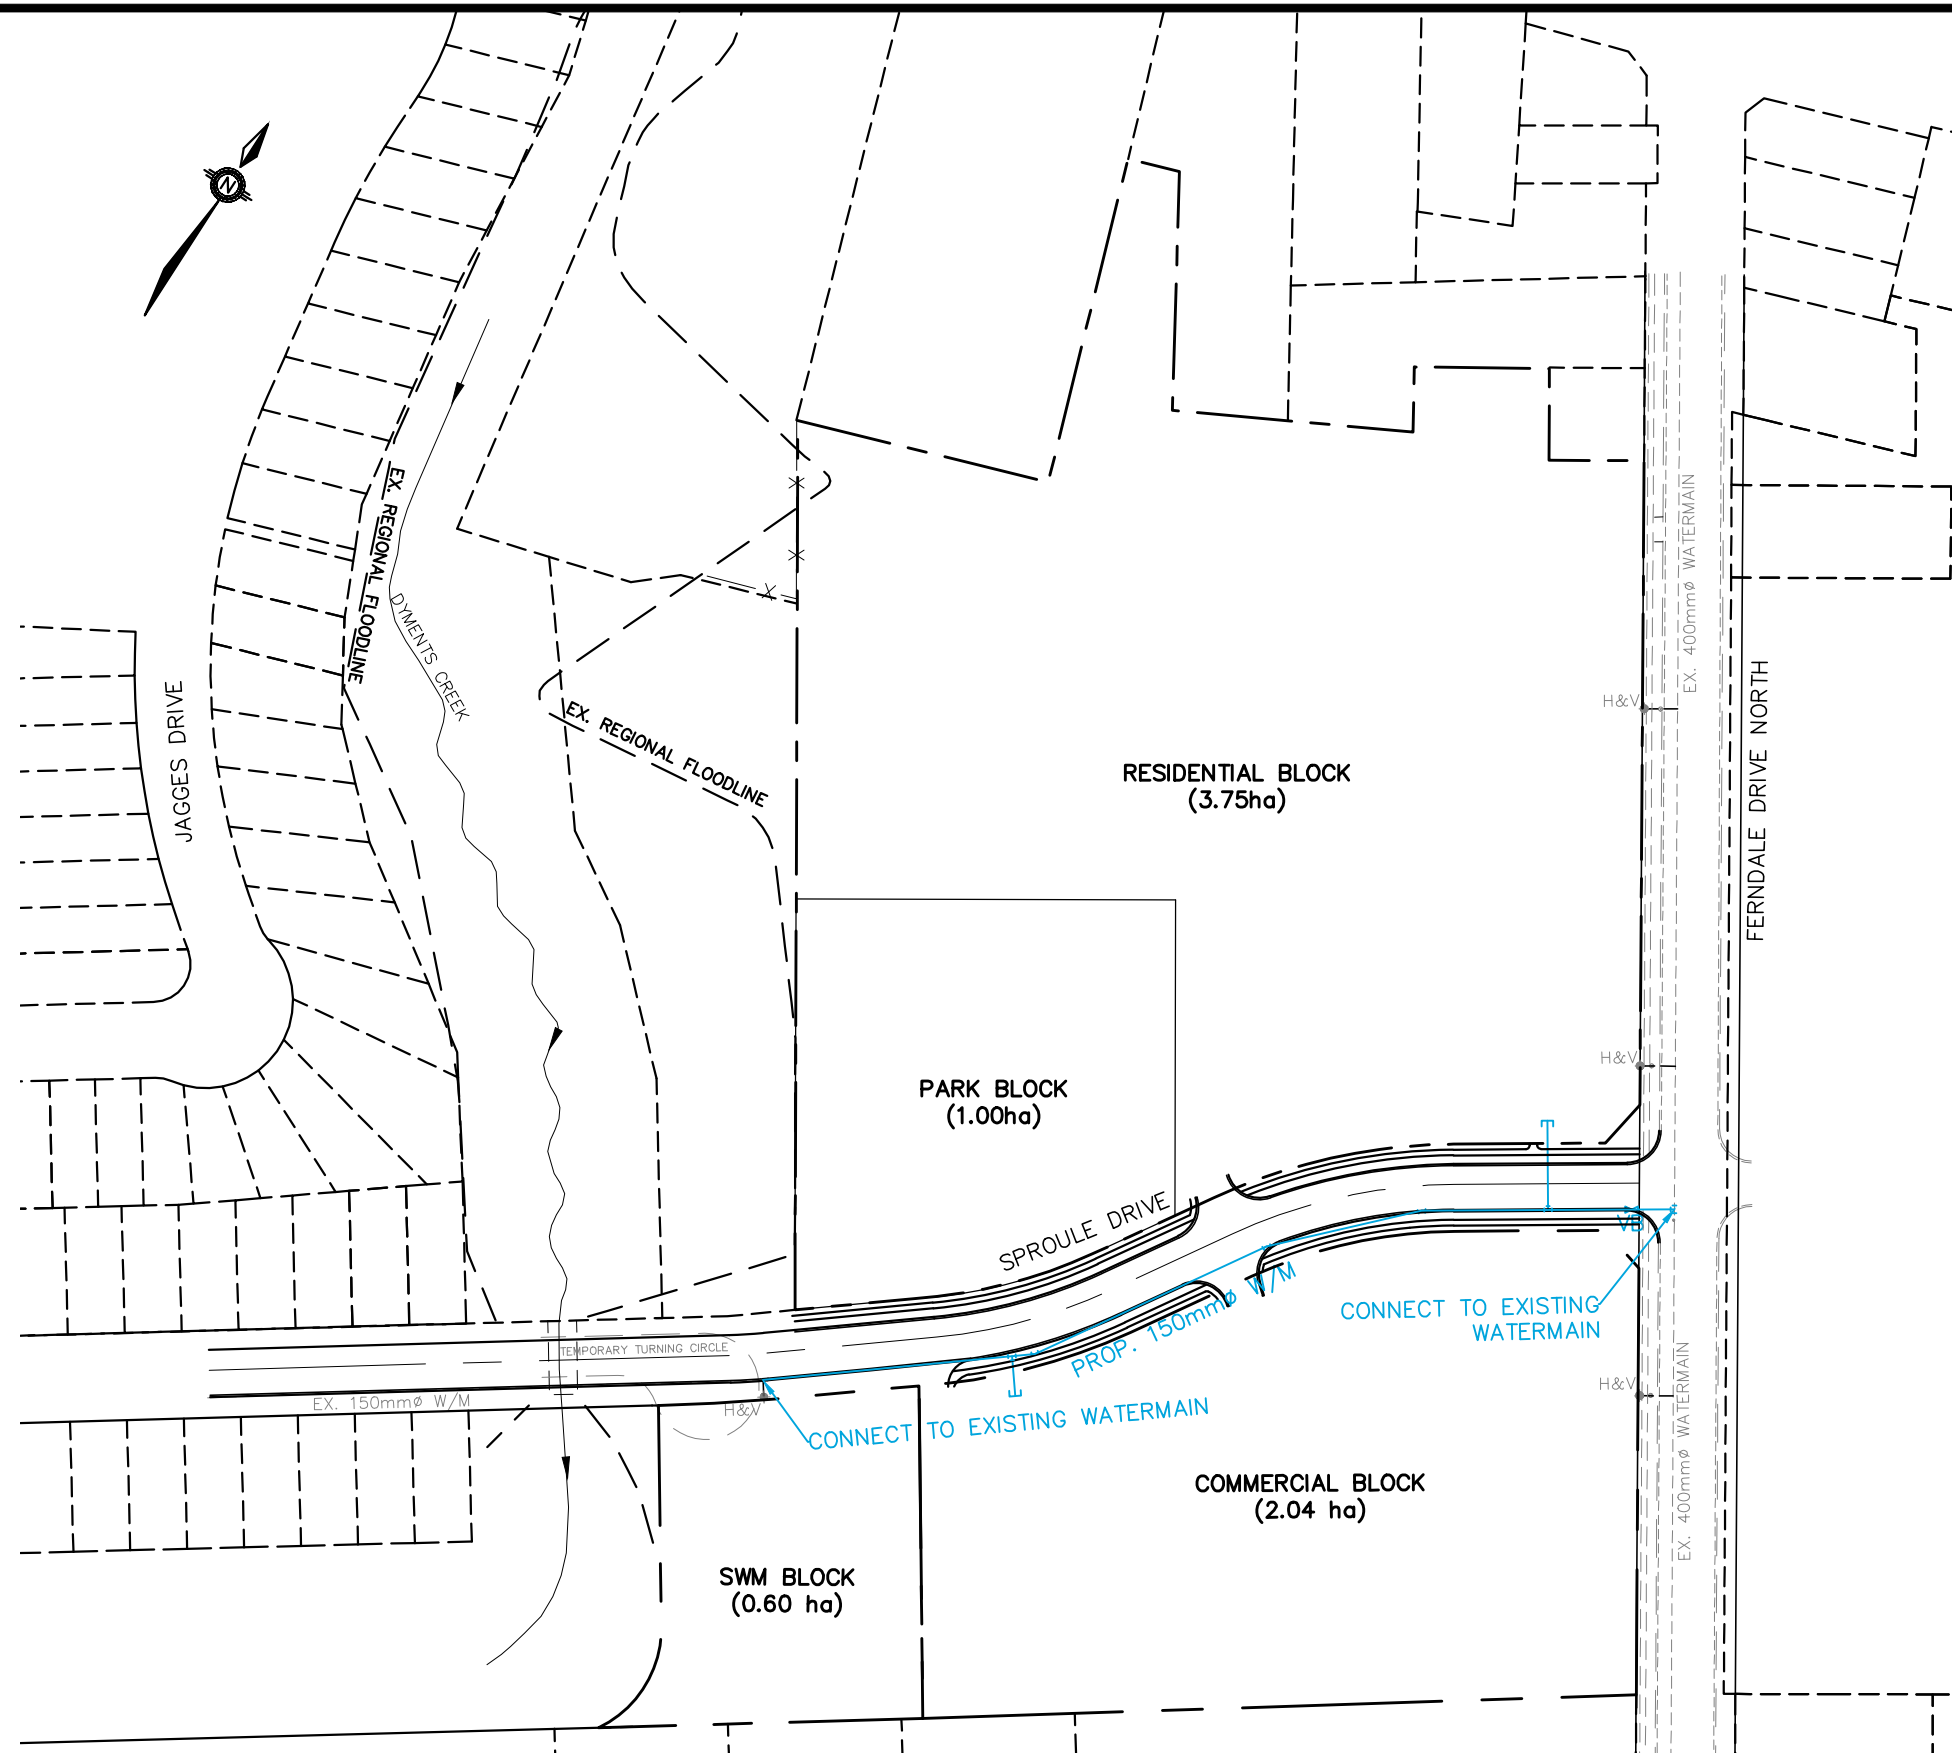 N
EX. REGIONAL FLOODLINE
DYMENTS CREEK
JAGGES DRIVE
EX. REGIONAL FLOODLINE
EX. 400mmø WATERMAIN
H&V
FERNDALE DRIVE NORTH
RESIDENTIAL BLOCK
(3.75ha)
H&V
PARK BLOCK
(1.00ha)
SPROULE DRIVE
VB
PROP. 150mmø W/M
CONNECT TO EXISTING
WATERMAIN
TEMPORARY TURNING CIRCLE
EX. 150mmø W/M
H&V
CONNECT TO EXISTING WATERMAIN
H&V
EX. 400mmø WATERMAIN
COMMERCIAL BLOCK
(2.04 ha)
SWM BLOCK
(0.60 ha)